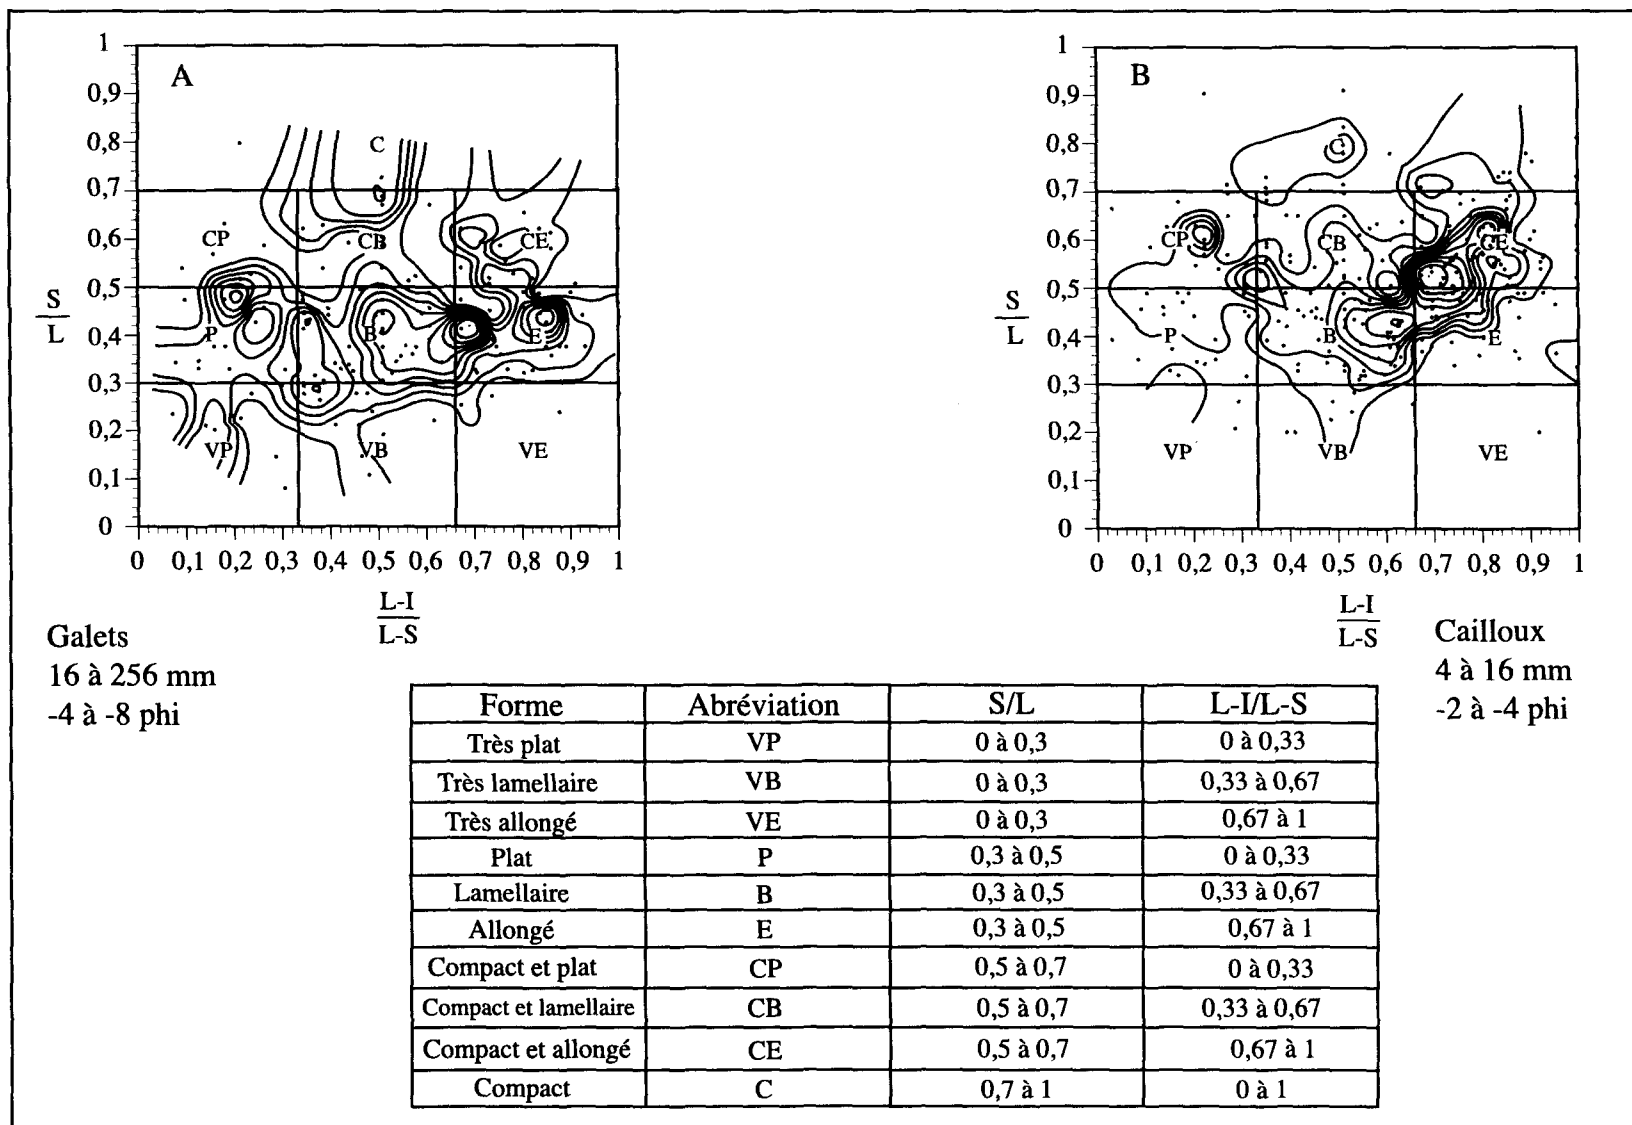 A
1
0,9
0,8
0,7
0,6
0,5
0,4
0,3
0,2
0,1
0
S
L
C
CP
CB
CE
P
B
E
VP
VB
VE
0 0,1 0,2 0,3 0,4 0,5 0,6 0,7 0,8 0,9 1
L-I
L-S
Galets
16 à 256 mm
-4 à -8 phi
B
1
0,9
0,8
0,7
0,6
0,5
0,4
0,3
0,2
0,1
0
S
L
C
CP
CB
CE
P
B
E
VP
VB
VE
0 0,1 0,2 0,3 0,4 0,5 0,6 0,7 0,8 0,9 1
L-I
L-S
Cailloux
4 à 16 mm
-2 à -4 phi
Forme Abréviation S/L L-I/L-S
Très plat VP 0 à 0,3 0 à 0,33
Très lamellaire VB 0 à 0,3 0,33 à 0,67
Très allongé VE 0 à 0,3 0,67 à 1
Plat P 0,3 à 0,5 0 à 0,33
Lamellaire B 0,3 à 0,5 0,33 à 0,67
Allongé E 0,3 à 0,5 0,67 à 1
Compact et plat CP 0,5 à 0,7 0 à 0,33
Compact et lamellaire CB 0,5 à 0,7 0,33 à 0,67
Compact et allongé CE 0,5 à 0,7 0,67 à 1
Compact C 0,7 à 1 0 à 1